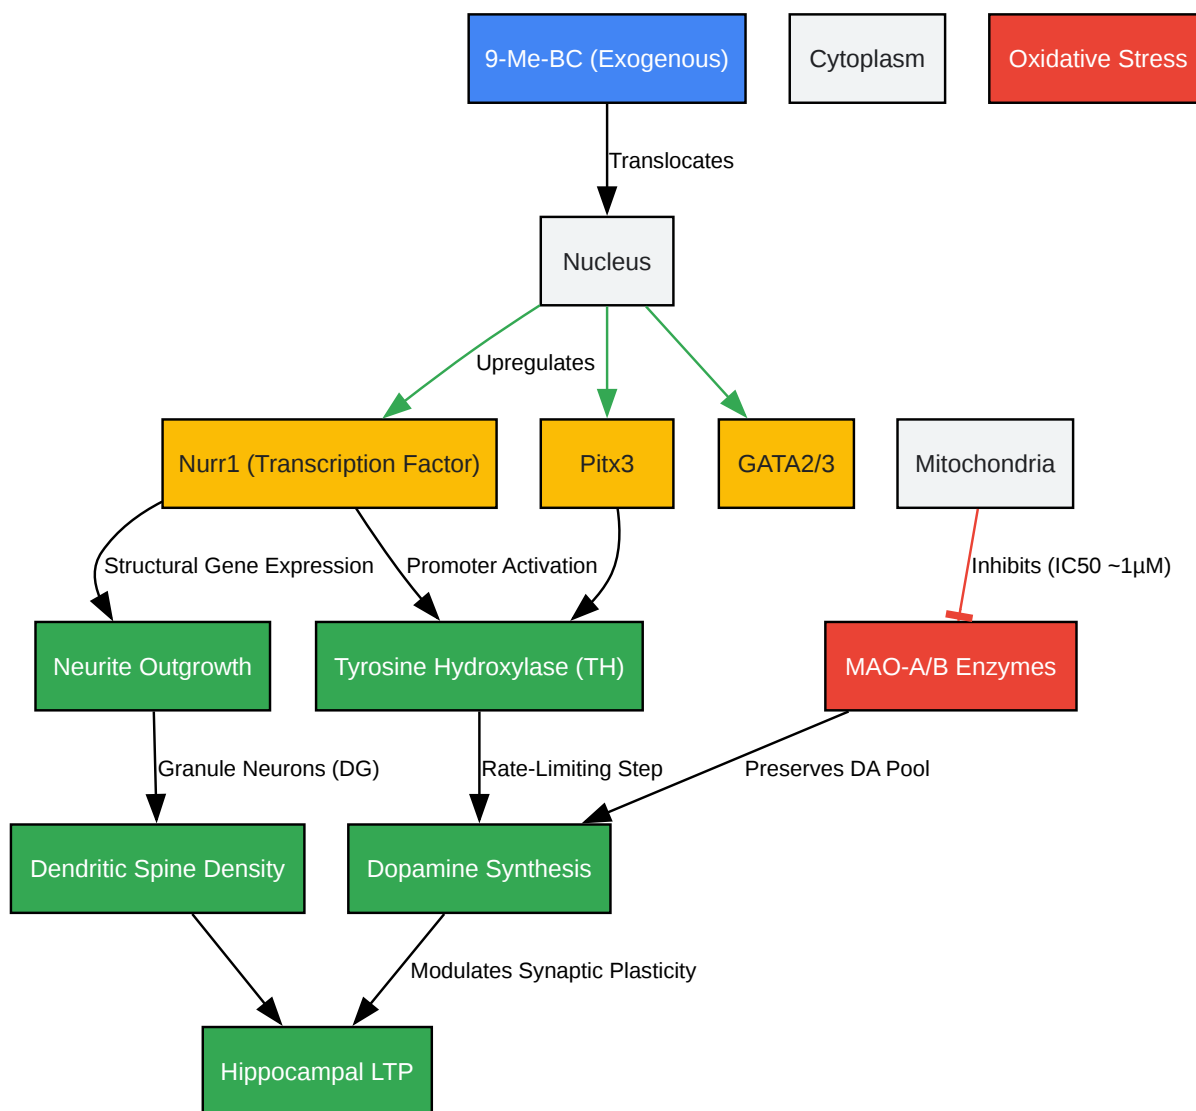 9-Me-BC (Exogenous)
Cytoplasm
Oxidative Stress
Translocates
Nucleus
Upregulates
Nurr1 (Transcription Factor)
Pitx3
GATA2/3
Mitochondria
Structural Gene Expression
Promoter Activation
Inhibits (IC50 ~1µM)
Neurite Outgrowth
Tyrosine Hydroxylase (TH)
MAO-A/B Enzymes
Granule Neurons (DG)
Rate-Limiting Step
Preserves DA Pool
Dendritic Spine Density
Dopamine Synthesis
Modulates Synaptic Plasticity
Hippocampal LTP